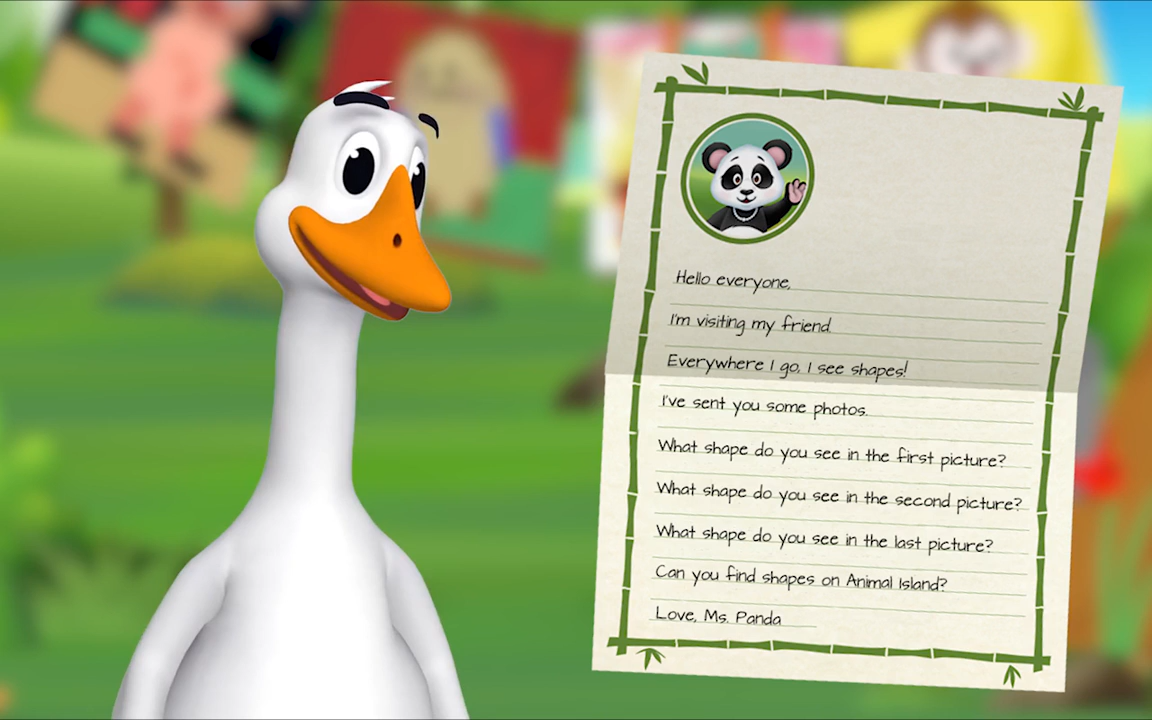 Hello everyone,
I'm visiting my friend.
Everywhere I go, I see shapes!
I've sent you some photos.
What shape do you see in the first picture?
What shape do you see in the second picture?
What shape do you see in the last picture?
Can you find shapes on Animal Island?
Love, Ms. Panda